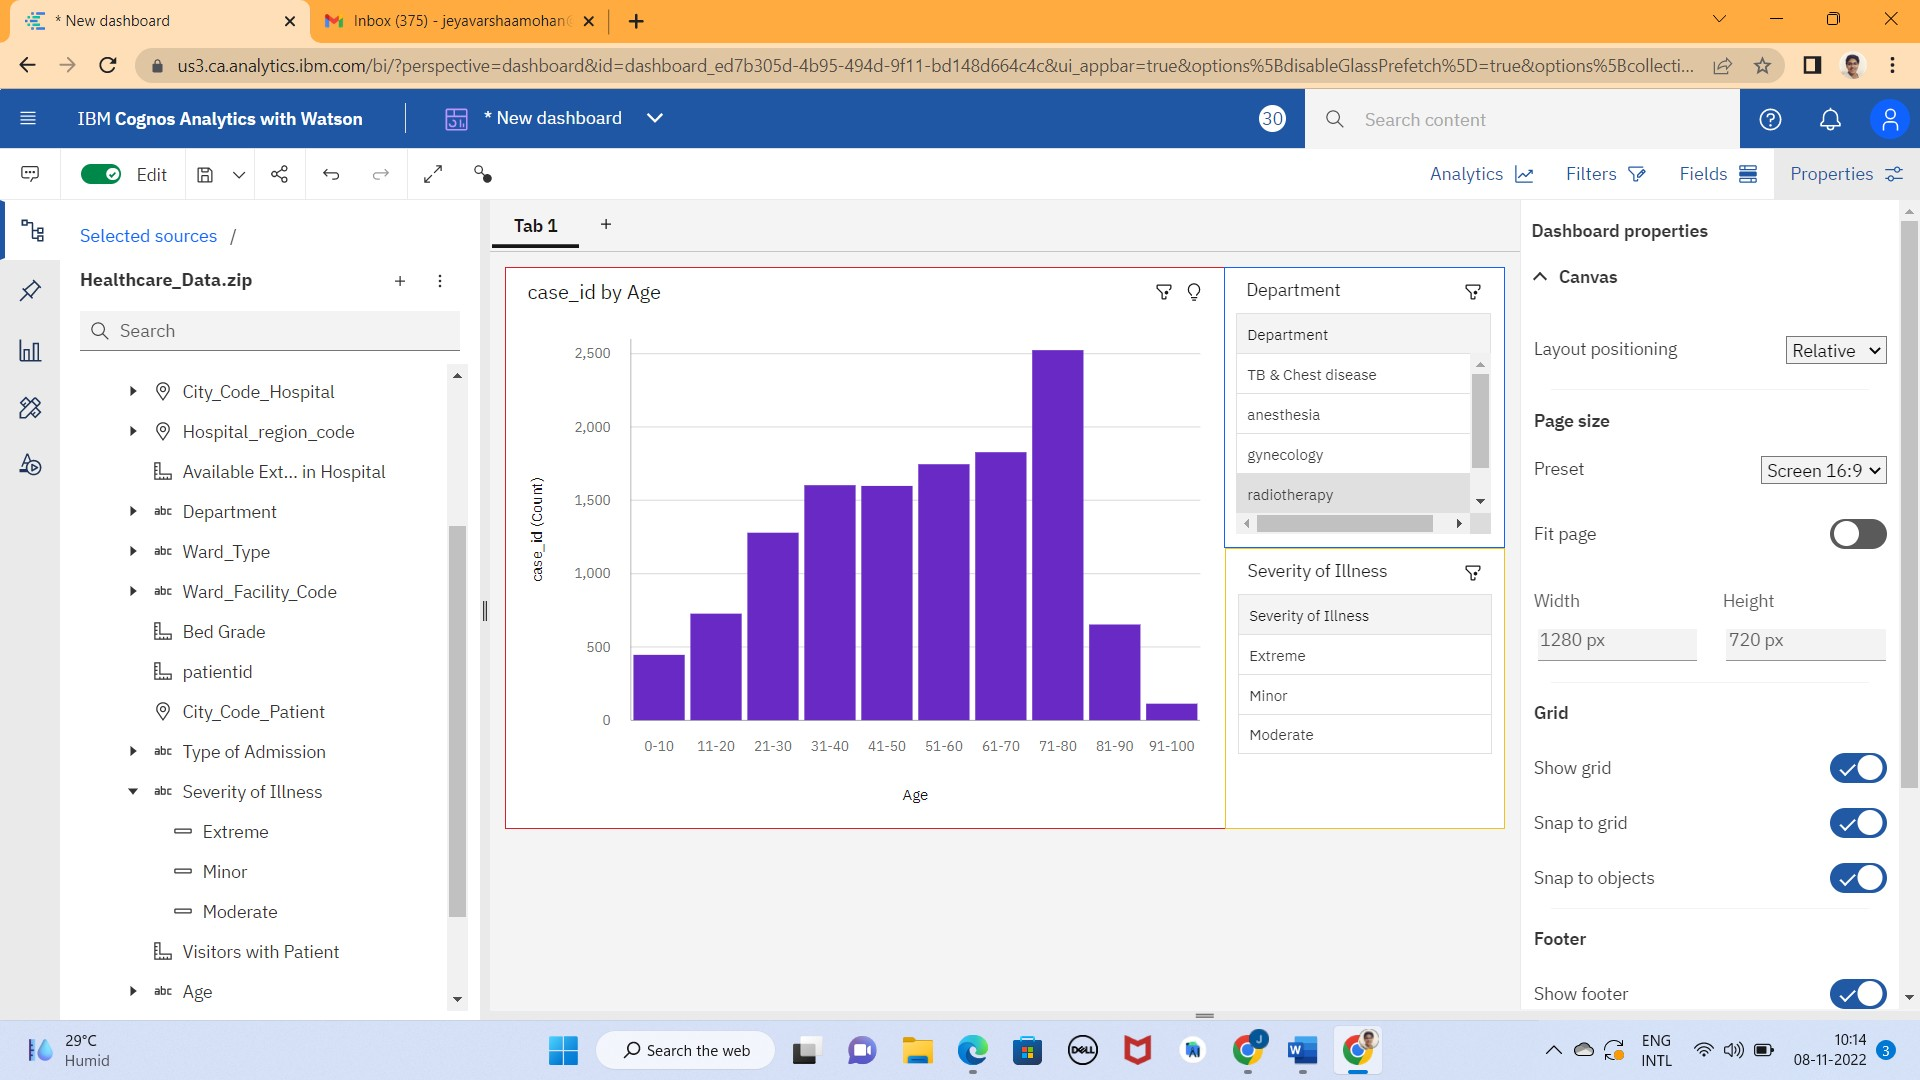 * New dashboard
Inbox (375) - jeyavarshaamohan
us3.ca.analytics.ibm.com/bi/?perspective=dashboard&id=dashboard_ed7b305d-4b95-494d-9f11-bd148d664c4c&ui_appbar=true&options%5BdisableGlassPrefetch%5D=true&options%5Bcollecti...
IBM Cognos Analytics with Watson
* New dashboard
30
Search content
Edit
Analytics
Filters
Fields
Properties
Selected sources /
Healthcare_Data.zip
Search
City_Code_Hospital
Hospital_region_code
Available Ext... in Hospital
abc Department
abc Ward_Type
abc Ward_Facility_Code
Bed Grade
patientid
City_Code_Patient
abc Type of Admission
abc Severity of Illness
Extreme
Minor
Moderate
Visitors with Patient
abc Age
Tab 1
case_id by Age
case_id (Count)
2,500
2,000
1,500
1,000
500
0
0-10 11-20 21-30 31-40 41-50 51-60 61-70 71-80 81-90 91-100
Age
Department
Department
TB & Chest disease
anesthesia
gynecology
radiotherapy
Severity of Illness
Severity of Illness
Extreme
Minor
Moderate
Dashboard properties
Canvas
Layout positioning
Relative
Page size
Preset
Screen 16:9
Fit page
Width Height
1280 px 720 px
Grid
Show grid
Snap to grid
Snap to objects
Footer
Show footer
29°C
Humid
Search the web
DELL
J
W
ENG
INTL
10:14
08-11-2022
3